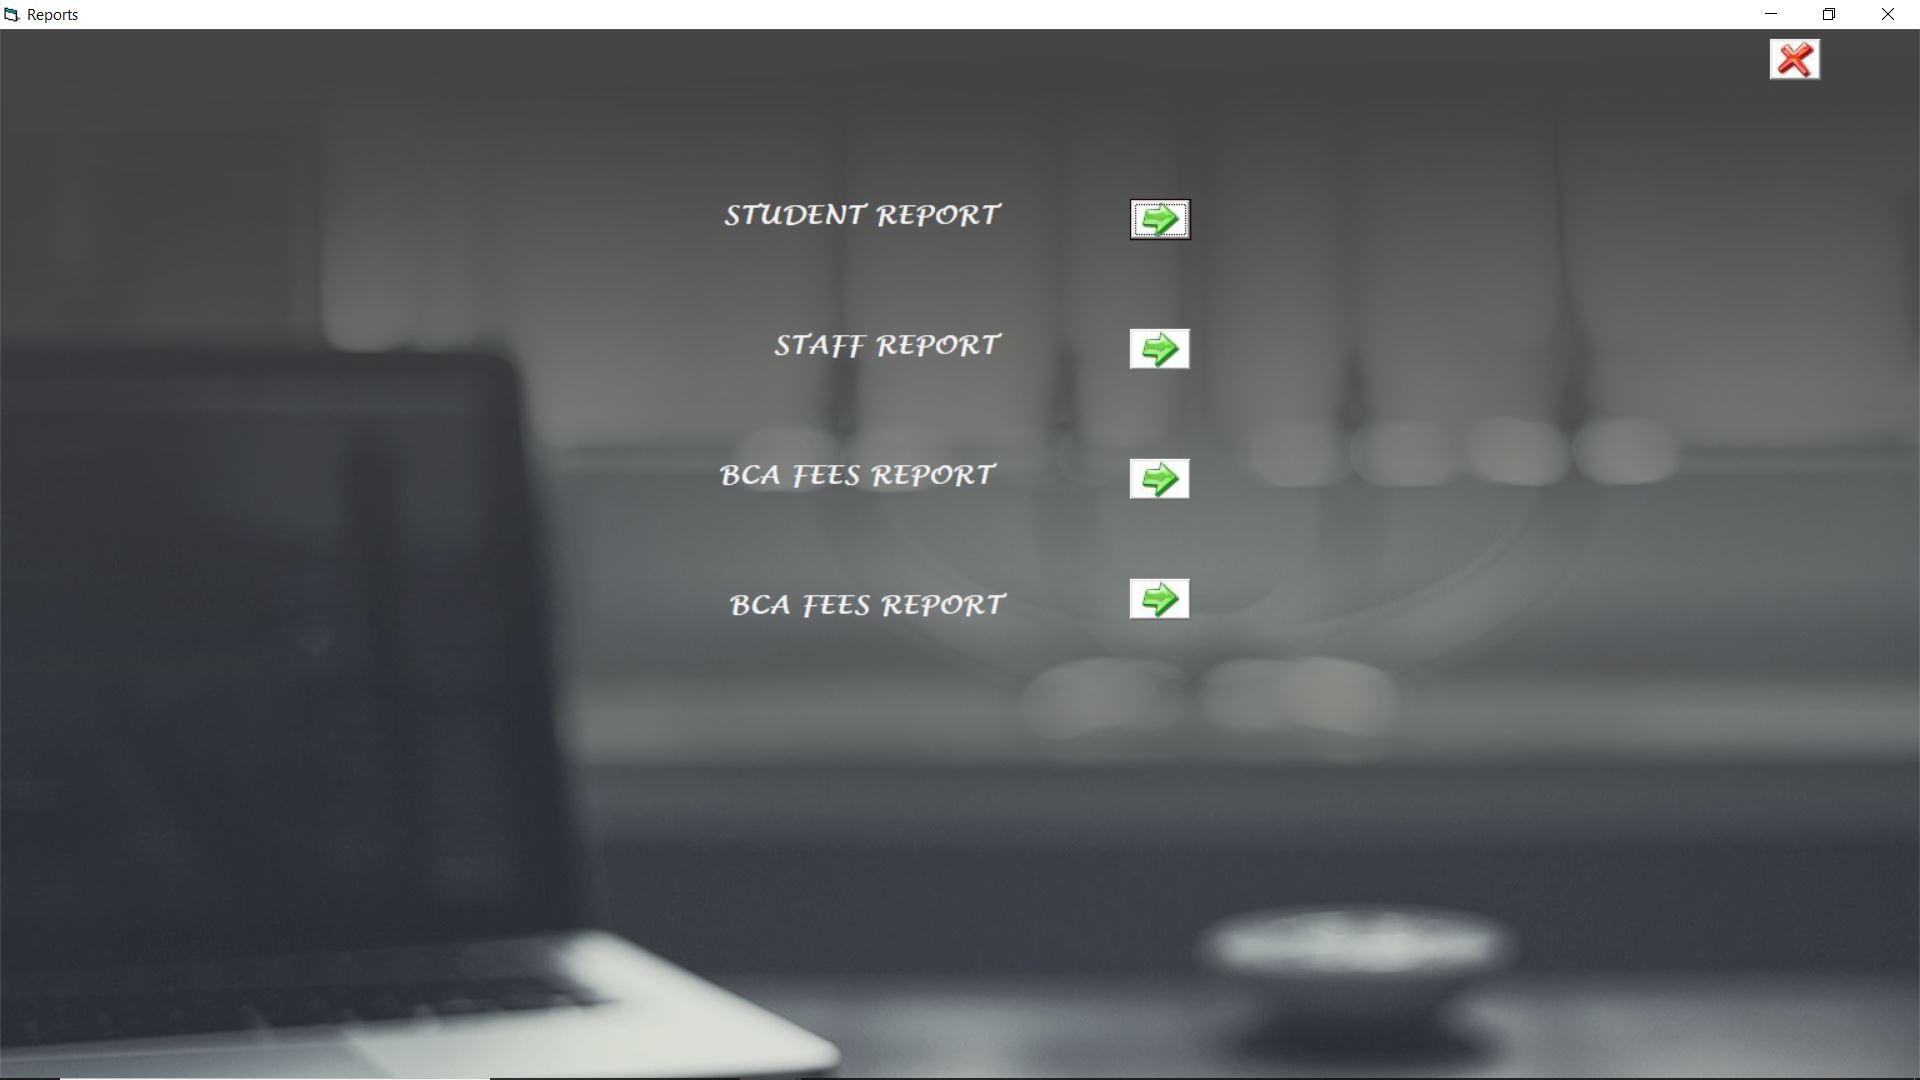 Reports
STUDENT REPORT
STAFF REPORT
BCA FEES REPORT
BCA FEES REPORT